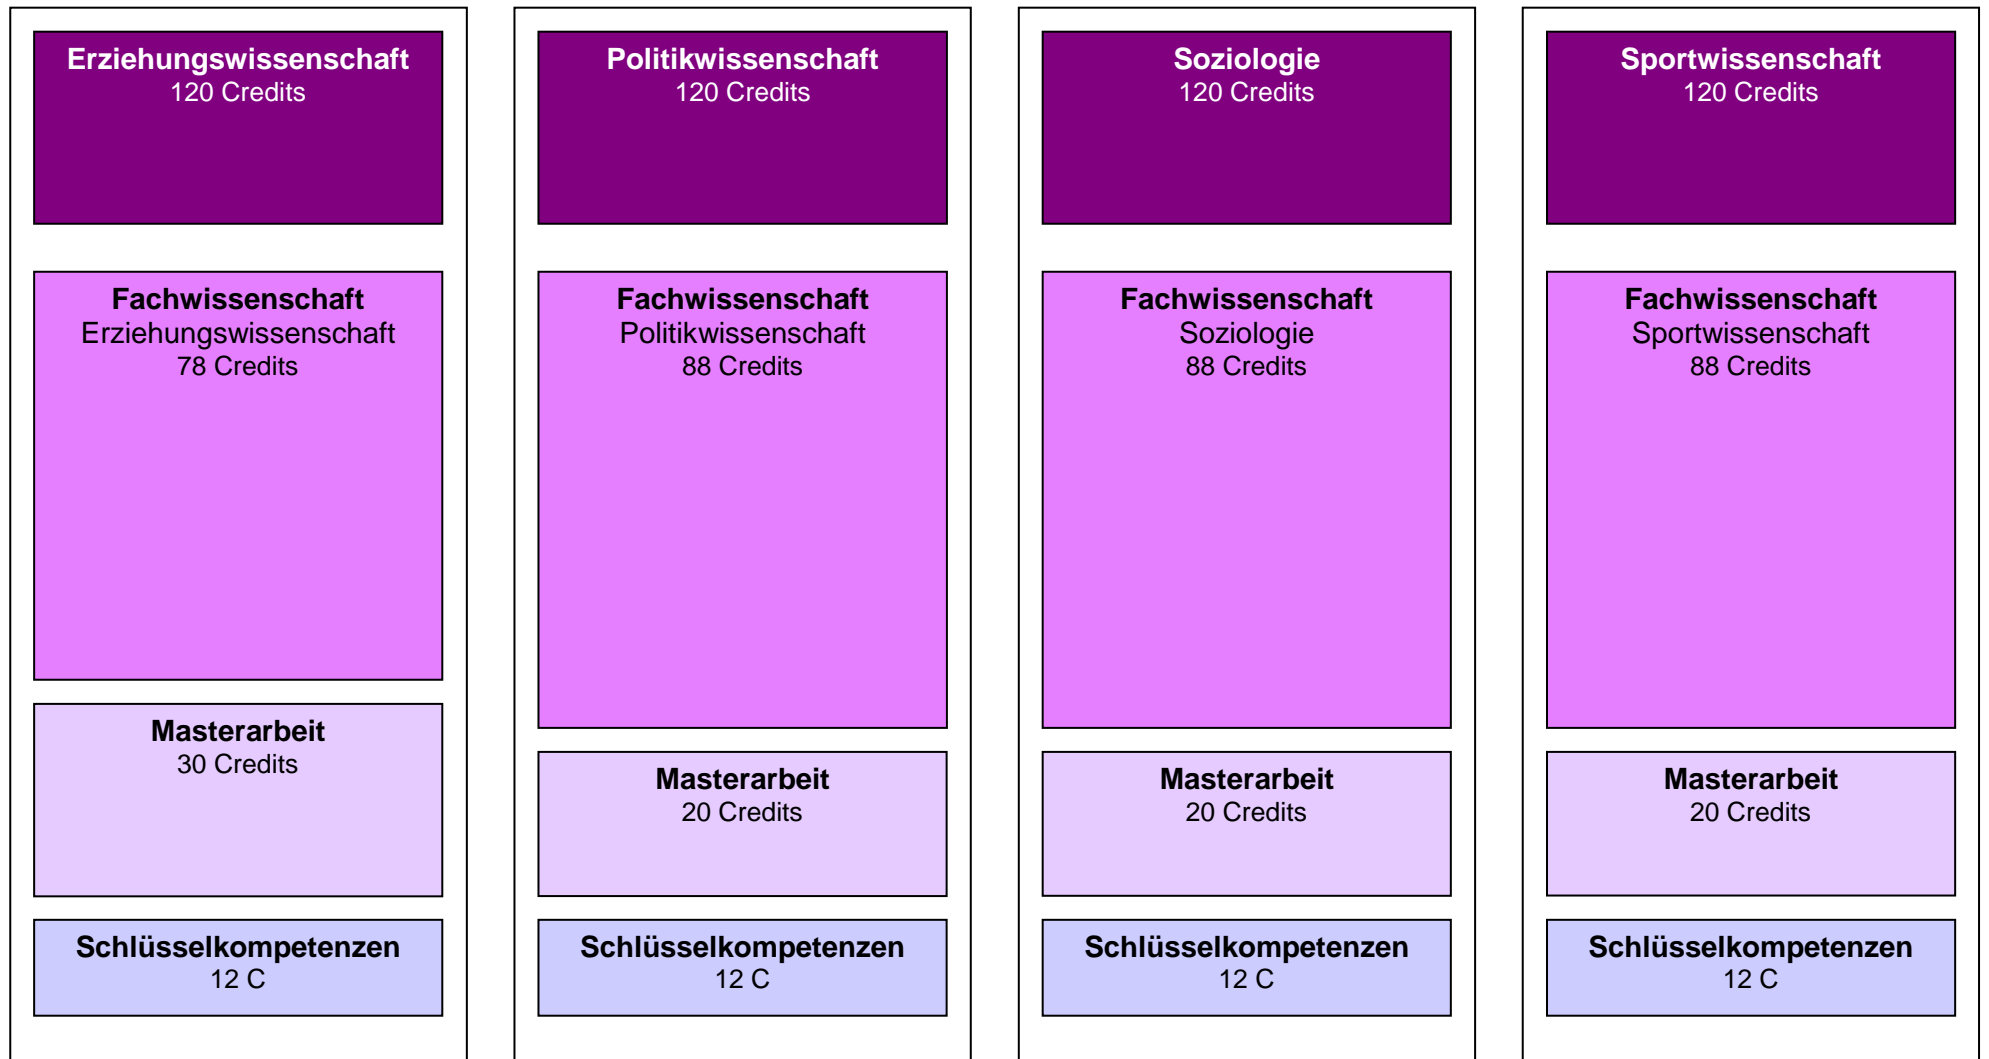 Erziehungswissenschaft
120 Credits
Fachwissenschaft
Erziehungswissenschaft
78 Credits
Masterarbeit
30 Credits
Schlüsselkompetenzen
12 C
Politikwissenschaft
120 Credits
Fachwissenschaft
Politikwissenschaft
88 Credits
Masterarbeit
20 Credits
Schlüsselkompetenzen
12 C
Soziologie
120 Credits
Fachwissenschaft
Soziologie
88 Credits
Masterarbeit
20 Credits
Schlüsselkompetenzen
12 C
Sportwissenschaft
120 Credits
Fachwissenschaft
Sportwissenschaft
88 Credits
Masterarbeit
20 Credits
Schlüsselkompetenzen
12 C